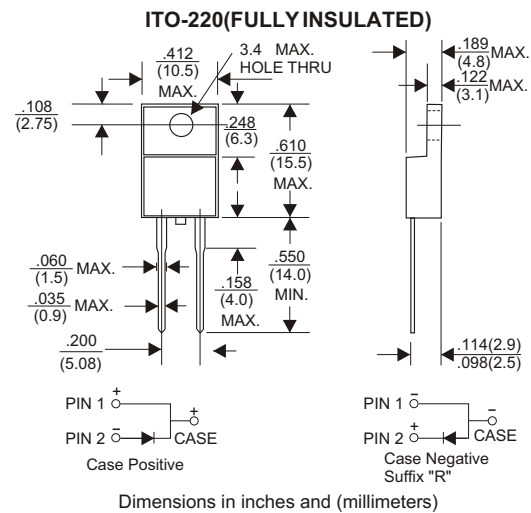 ITO-220(FULLY INSULATED)
.412
(10.5)
MAX.
3.4 MAX.
HOLE THRU
.189
(4.8)
MAX.
.122
(3.1)
MAX.
.108
(2.75)
.248
(6.3)
.610
(15.5)
MAX.
.060
(1.5)
MAX.
.035
(0.9)
MAX.
.158
(4.0)
MAX.
.550
(14.0)
MIN.
.200
(5.08)
.114(2.9)
.098(2.5)
PIN 1 +
PIN 2 -
+
CASE
Case Positive
PIN 1 -
PIN 2 +
-
CASE
Case Negative
Suffix "R"
Dimensions in inches and (millimeters)